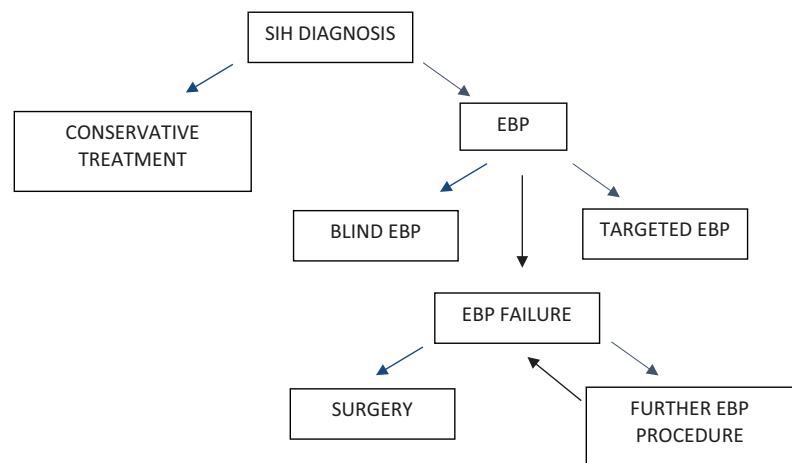 SIH DIAGNOSIS
CONSERVATIVE
TREATMENT
EBP
BLIND EBP
TARGETED EBP
EBP FAILURE
SURGERY
FURTHER EBP
PROCEDURE